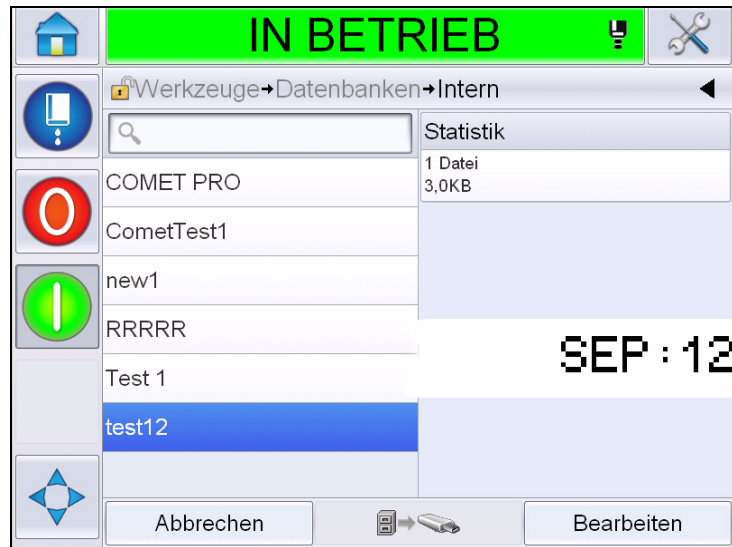 IN BETRIEB
Werkzeuge→Datenbanken→Intern
Statistik
1 Datei
3,0KB
COMET PRO
CometTest1
new1
RRRRR
SEP:12
Test 1
test12
Abbrechen
Bearbeiten